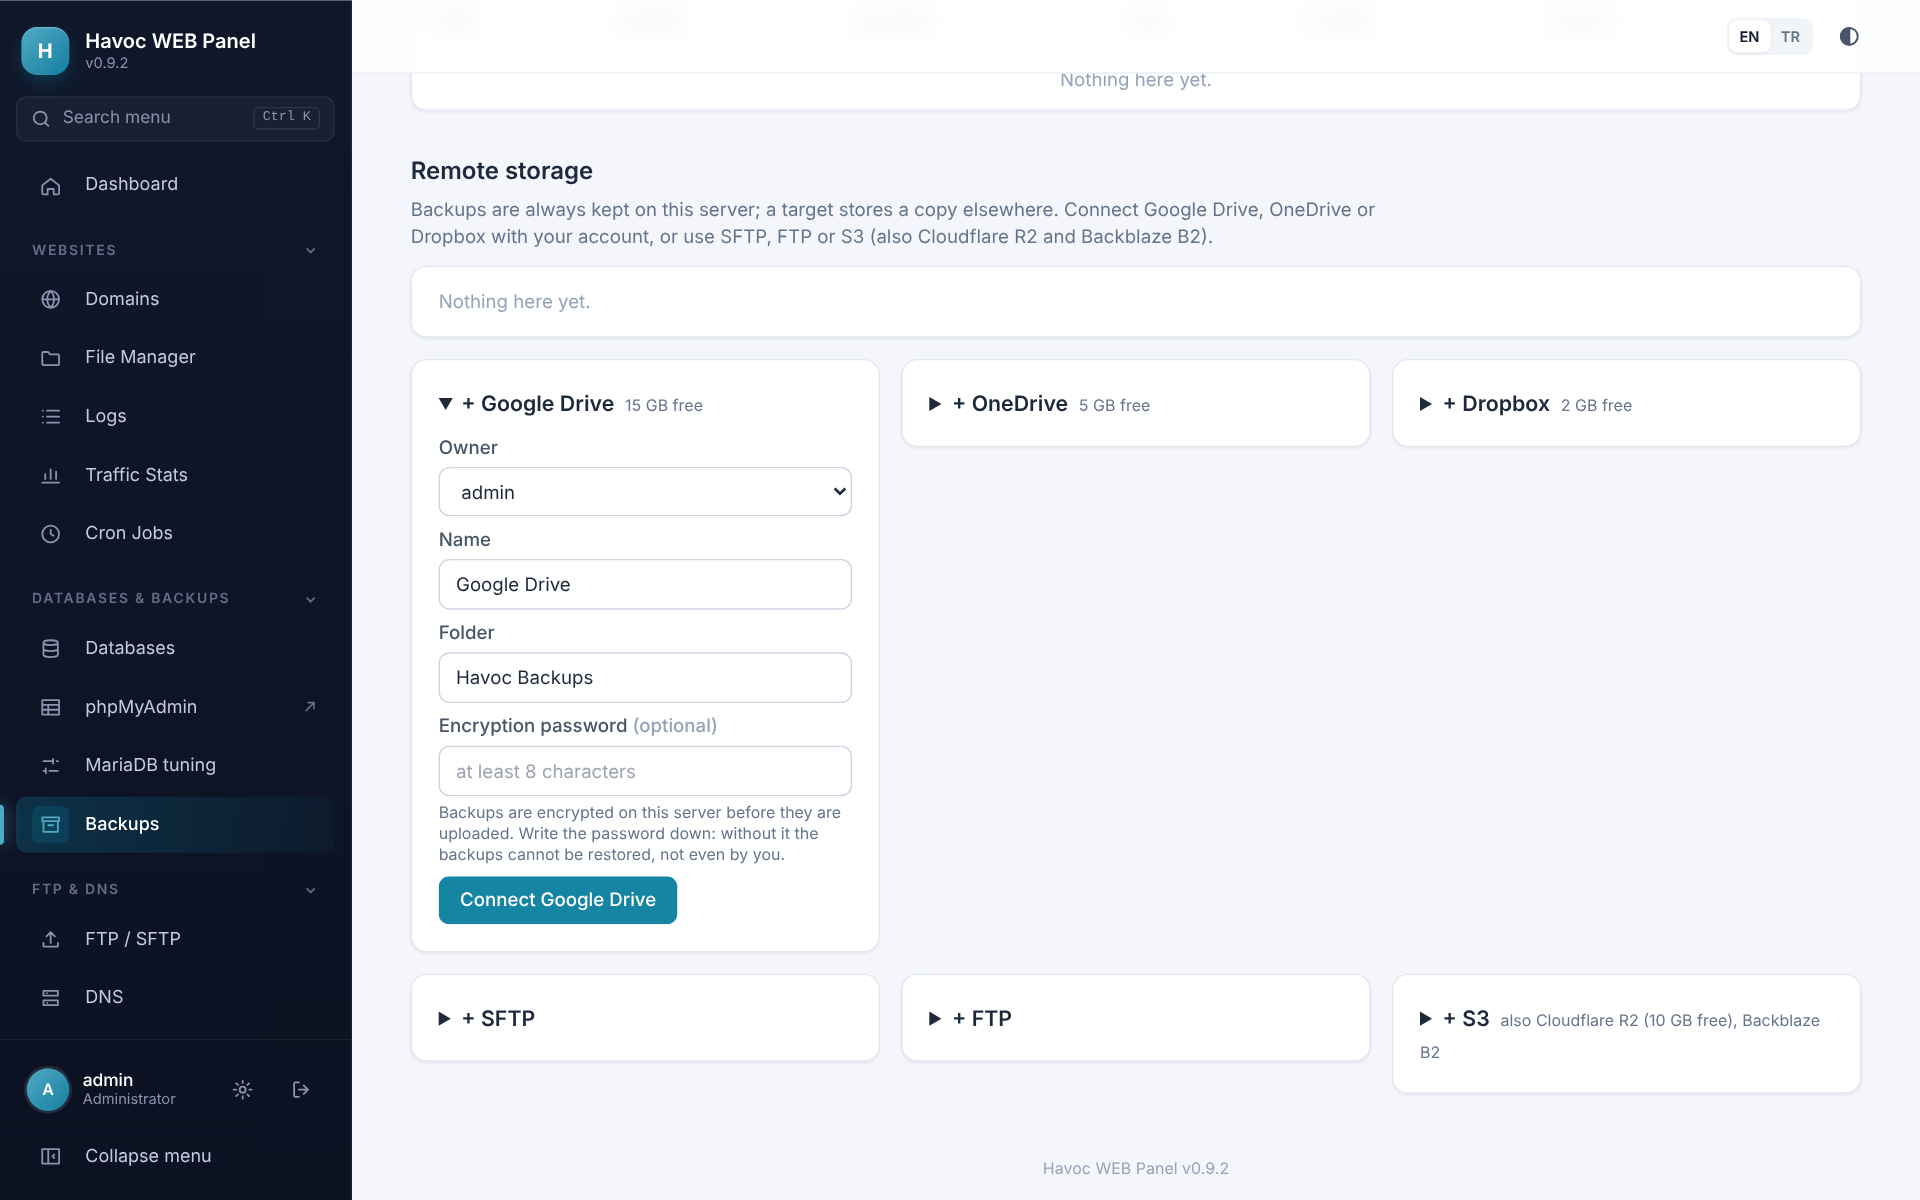 H
Havoc WEB Panel
v0.9.2
Search menu
Ctrl K
Dashboard
WEBSITES
Domains
File Manager
Logs
Traffic Stats
Cron Jobs
DATABASES & BACKUPS
Databases
phpMyAdmin
MariaDB tuning
Backups
FTP & DNS
FTP / SFTP
DNS
A
admin
Administrator
Collapse menu
EN TR
Nothing here yet.
Remote storage
Backups are always kept on this server; a target stores a copy elsewhere. Connect Google Drive, OneDrive or
Dropbox with your account, or use SFTP, FTP or S3 (also Cloudflare R2 and Backblaze B2).
Nothing here yet.
+ Google Drive 15 GB free
Owner
admin
Name
Google Drive
Folder
Havoc Backups
Encryption password (optional)
at least 8 characters
Backups are encrypted on this server before they are
uploaded. Write the password down: without it the
backups cannot be restored, not even by you.
Connect Google Drive
+ OneDrive 5 GB free
+ Dropbox 2 GB free
+ SFTP
+ FTP
+ S3 also Cloudflare R2 (10 GB free), Backblaze
B2
Havoc WEB Panel v0.9.2